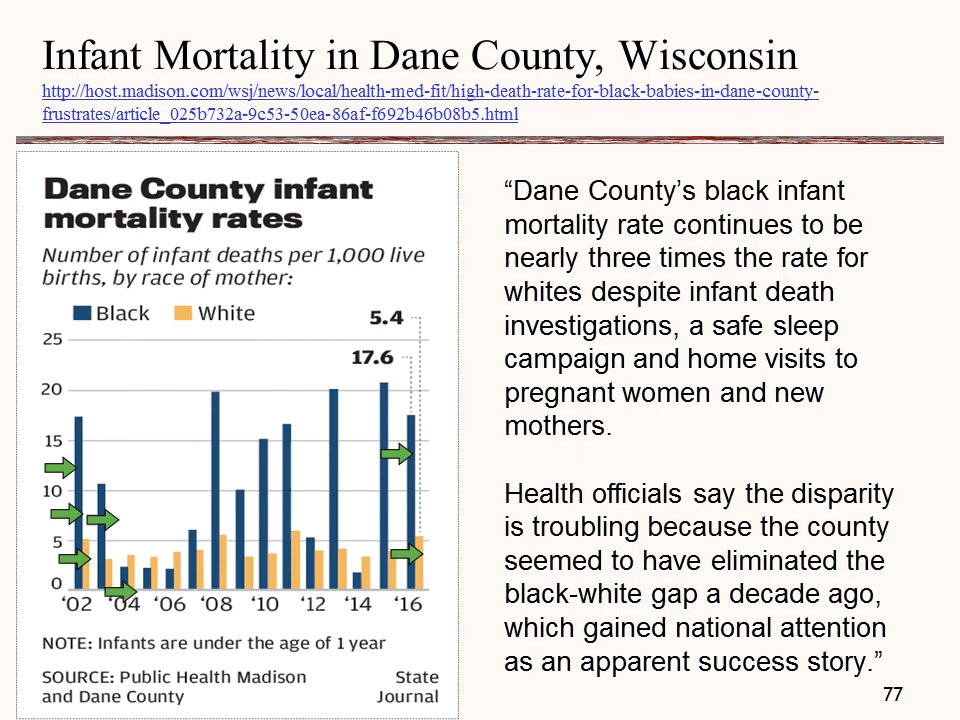 Infant Mortality in Dane County, Wisconsin
http://host.madison.com/wsj/news/local/health-med-fit/high-death-rate-for-black-babies-in-dane-county-
frustrates/article_025b732a-9c53-50ea-86af-f692b46b08b5.html
Dane County infant
mortality rates
Number of infant deaths per 1,000 live
births, by race of mother:
Black White
5.4
25
17.6
20
15
10
5
0
‘02 ‘04 ‘06 ‘08 ‘10 ‘12 ‘14 ‘16
NOTE: Infants are under the age of 1 year
SOURCE: Public Health Madison
and Dane County
State
Journal
“Dane County’s black infant
mortality rate continues to be
nearly three times the rate for
whites despite infant death
investigations, a safe sleep
campaign and home visits to
pregnant women and new
mothers.
Health officials say the disparity
is troubling because the county
seemed to have eliminated the
black-white gap a decade ago,
which gained national attention
as an apparent success story.”
77